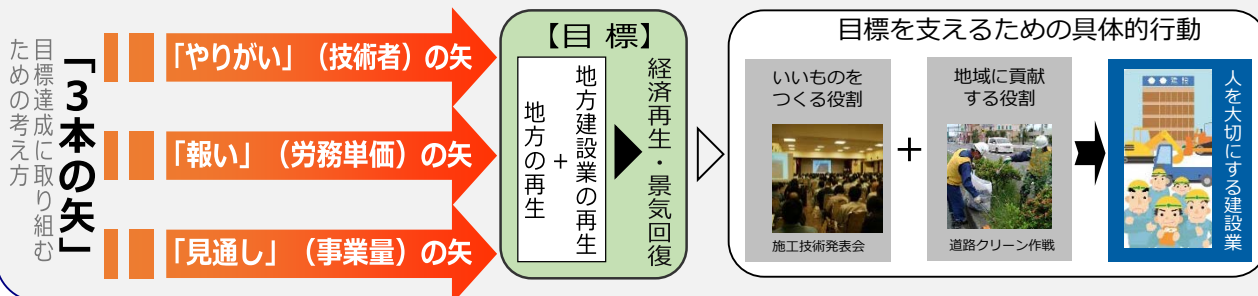 目標達成に取り組む
ための考え方
「３本の矢」
「やりがい」（技術者）の矢
「報い」（労務単価）の矢
「見通し」（事業量）の矢
【目 標】
地方建設業の再生
+
地方の再生
経済再生・景気回復
目標を支えるための具体的行動
いいものを
つくる役割
施工技術発表会
+
地域に貢献
する役割
道路クリーン作戦
人を大切にする建設業